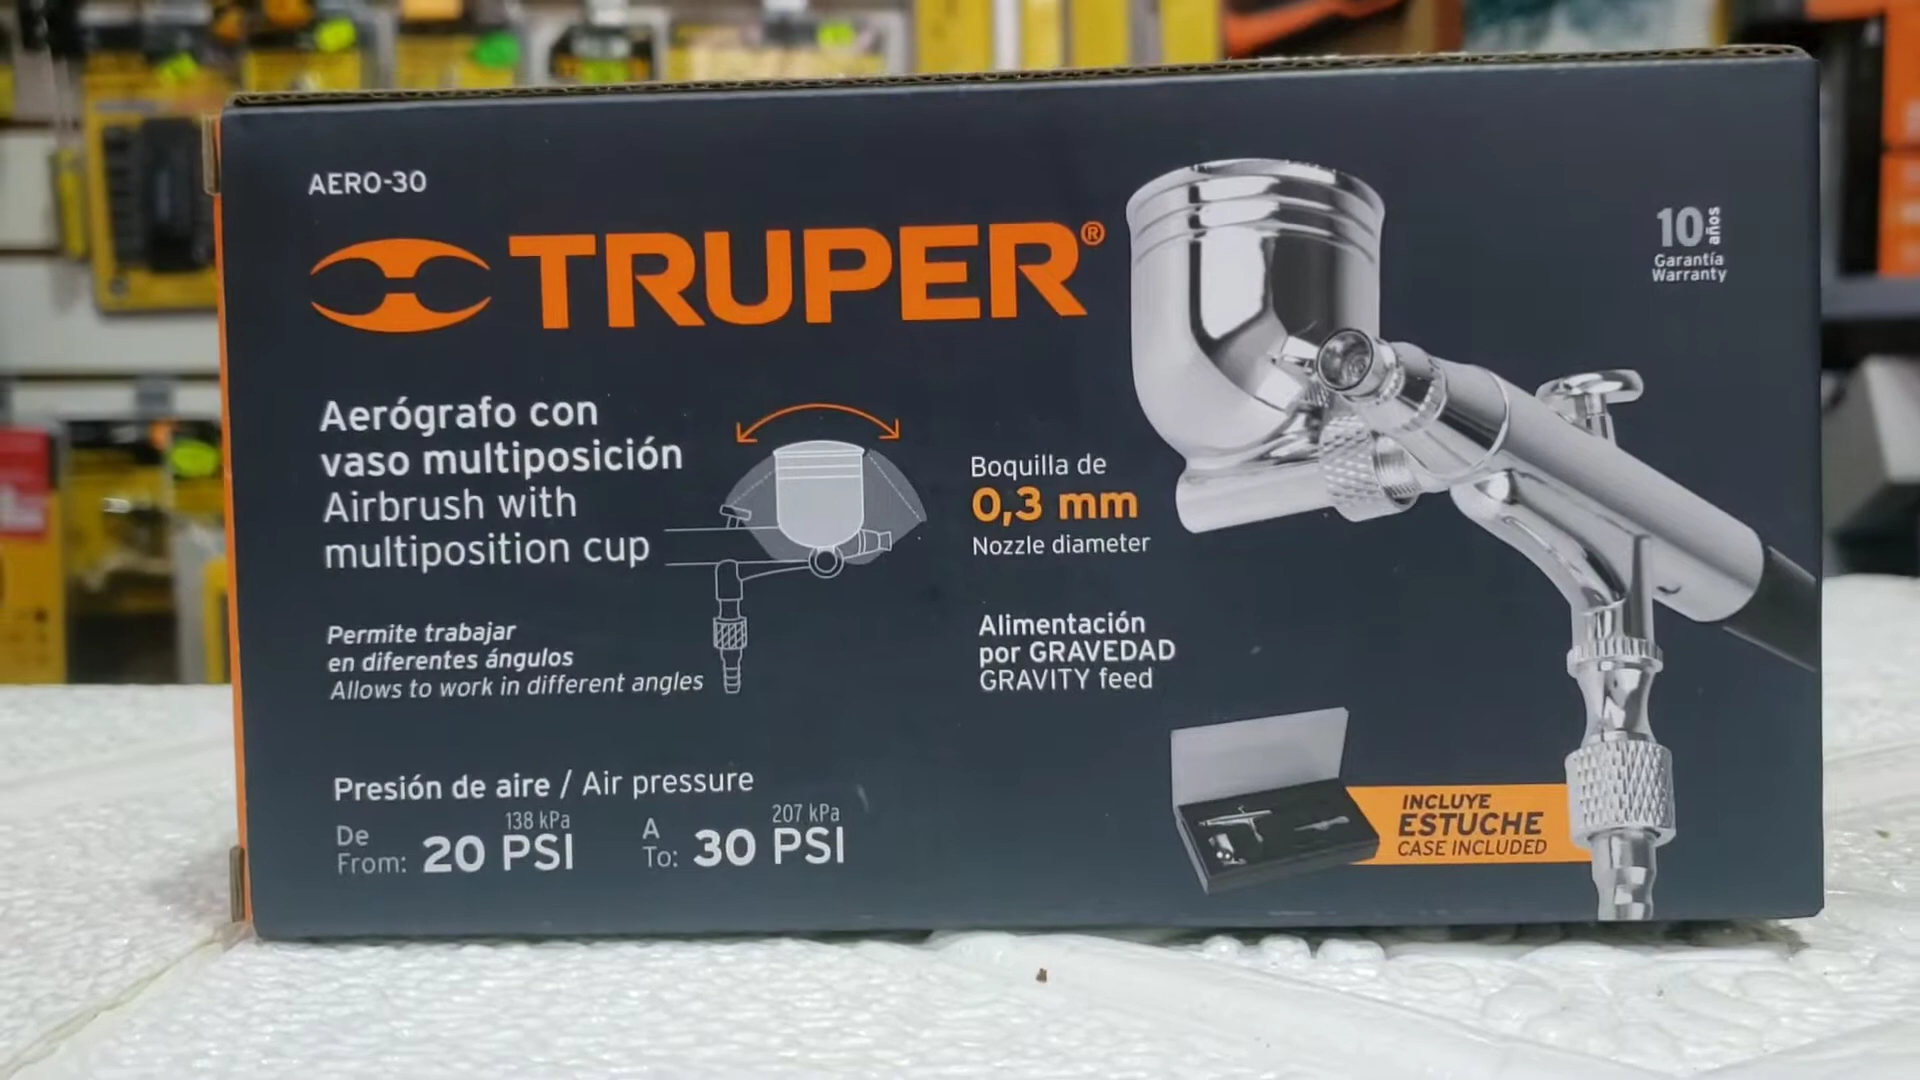 AERO-30
TRUPER®
10 años
Garantía
Warranty
Aerógrafo con
vaso multiposición
Airbrush with
multiposition cup
Permite trabajar
en diferentes ángulos
Allows to work in different angles
Boquilla de
0,3 mm
Nozzle diameter
Alimentación
por GRAVEDAD
GRAVITY feed
Presión de aire / Air pressure
De
From:
138 kPa
20 PSI
A
To:
207 kPa
30 PSI
INCLUYE
ESTUCHE
CASE INCLUDED